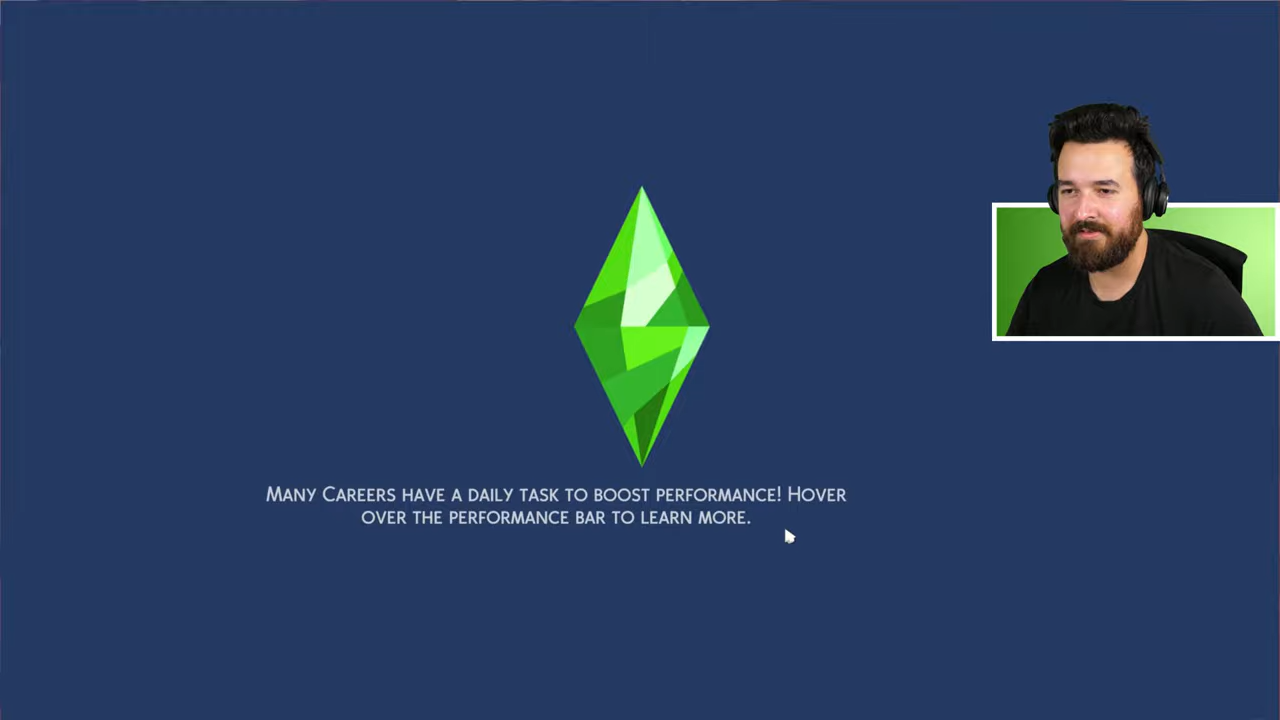 MANY CAREERS HAVE A DAILY TASK TO BOOST PERFORMANCE! HOVER
OVER THE PERFORMANCE BAR TO LEARN MORE.